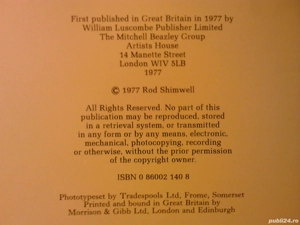 First published in Great Britain in 1977 by
William Luscombe Publisher Limited
The Mitchell Beazley Group
Artists House
14 Manette Street
London W1V 5LB
1977
© 1977 Rod Shimwell
All Rights Reserved. No part of this
publication may be reproduced, stored
in a retrieval system, or transmitted
in any form or by any means, electronic,
mechanical, photocopying, recording
or otherwise, without the prior permission
of the copyright owner.
ISBN 0 86002 140 8
Phototypeset by Tradespools Ltd, Frome, Somerset
Printed and bound in Great Britain by
Morrison & Gibb Ltd, London and Edinburgh
publi24.ro